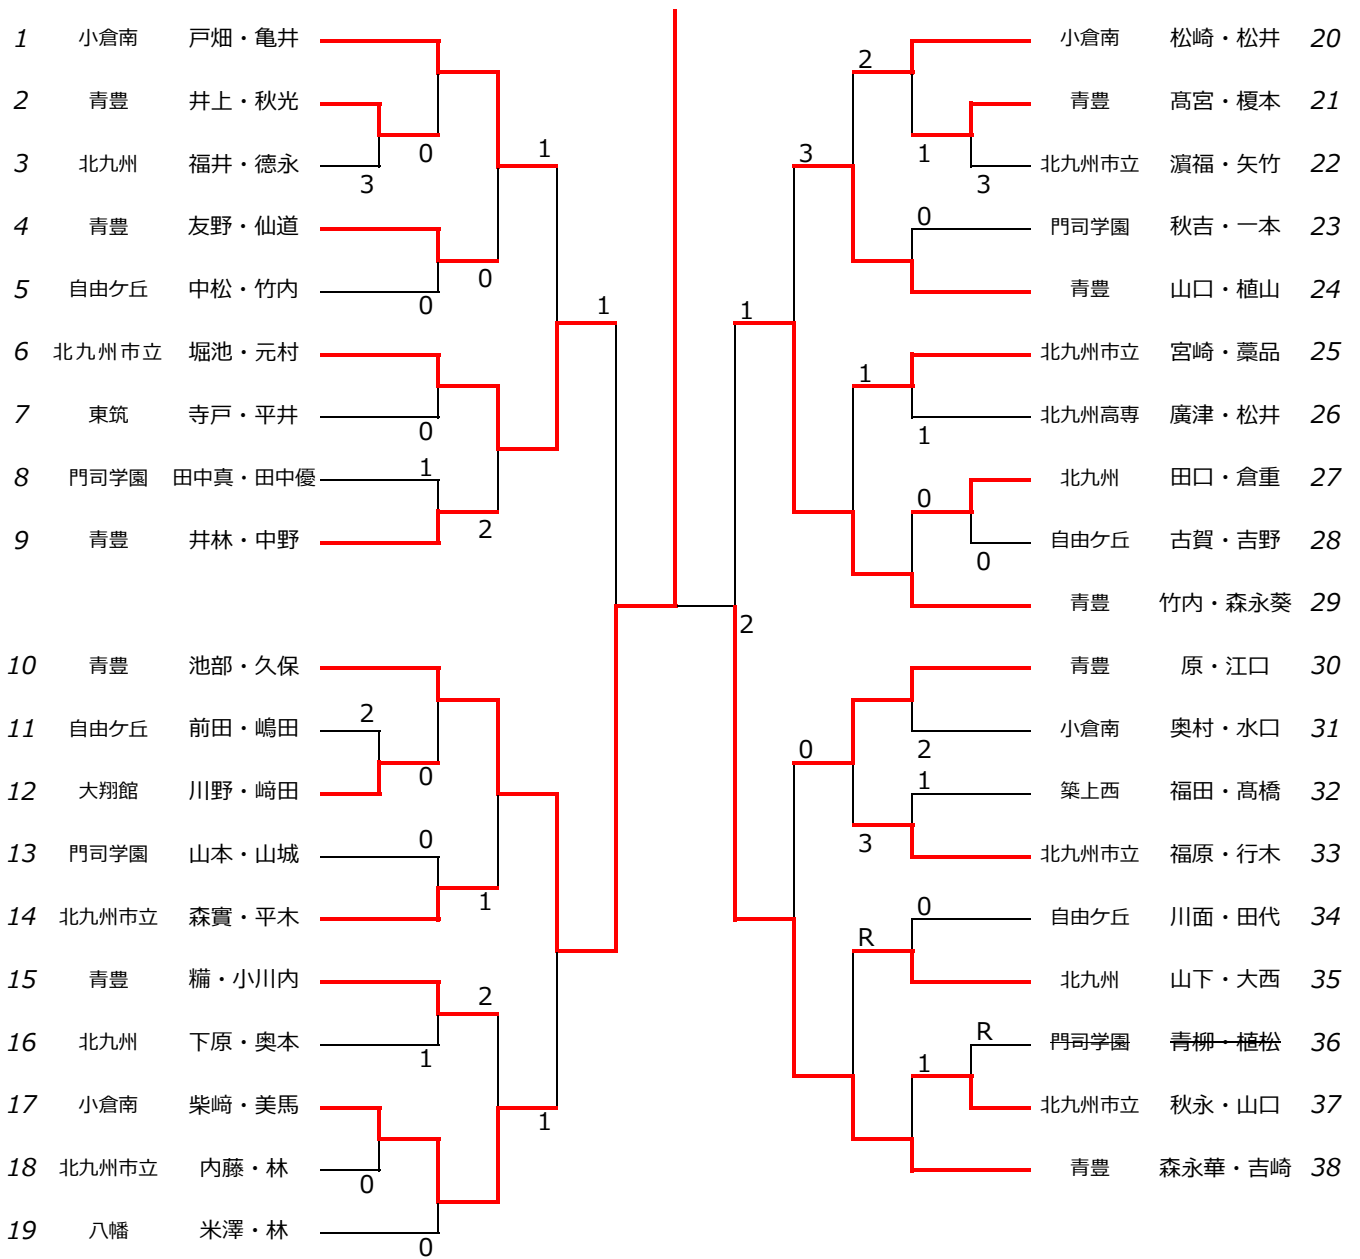 1 小倉南 戸畑・亀井
2 青豊 井上・秋光
0
3 北九州 福井・德永
3
1
4 青豊 友野・仙道
0
5 自由ケ丘 中松・竹内
0
1
6 北九州市立 堀池・元村
7 東筑 寺戸・平井
0
8 門司学園 田中真・田中優
1
9 青豊 井林・中野
2
10 青豊 池部・久保
11 自由ケ丘 前田・嶋田
2
12 大翔館 川野・﨑田
0
13 門司学園 山本・山城
0
14 北九州市立 森實・平木
1
15 青豊 糒・小川内
2
16 北九州 下原・奥本
1
17 小倉南 柴﨑・美馬
1
18 北九州市立 内藤・林
0
19 八幡 米澤・林
0
小倉南 松崎・松井 20
2
青豊 髙宮・榎本 21
1
3
北九州市立 濵福・矢竹 22
3
門司学園 秋吉・一本 23
0
青豊 山口・植山 24
1
北九州市立 宮崎・藁品 25
1
北九州高専 廣津・松井 26
1
北九州 田口・倉重 27
0
自由ケ丘 古賀・吉野 28
0
青豊 竹内・森永葵 29
2
青豊 原・江口 30
小倉南 奥村・水口 31
2
0
築上西 福田・髙橋 32
1
北九州市立 福原・行木 33
3
自由ケ丘 川面・田代 34
0
R
北九州 山下・大西 35
門司学園 青柳・植松 36
R
1
北九州市立 秋永・山口 37
青豊 森永華・吉崎 38